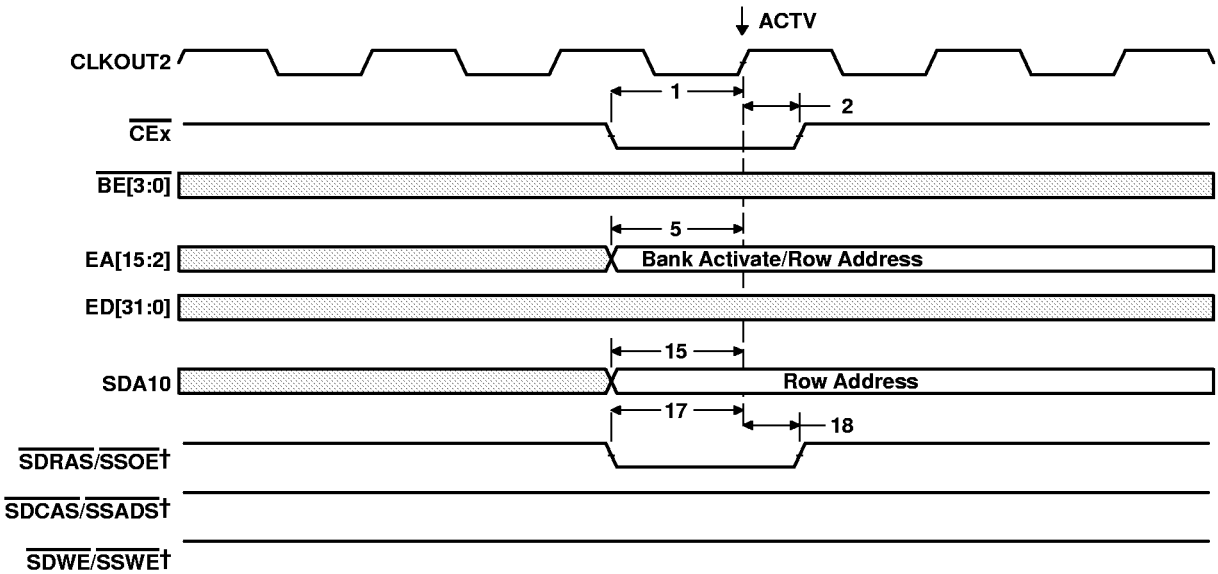 ACTV
CLKOUT2
1
2
CEx
BE[3:0]
5
EA[15:2]
Bank Activate/Row Address
ED[31:0]
15
SDA10
Row Address
17
18
SDRAS/SSOE†
SDCAS/SSADS†
SDWE/SSWE†